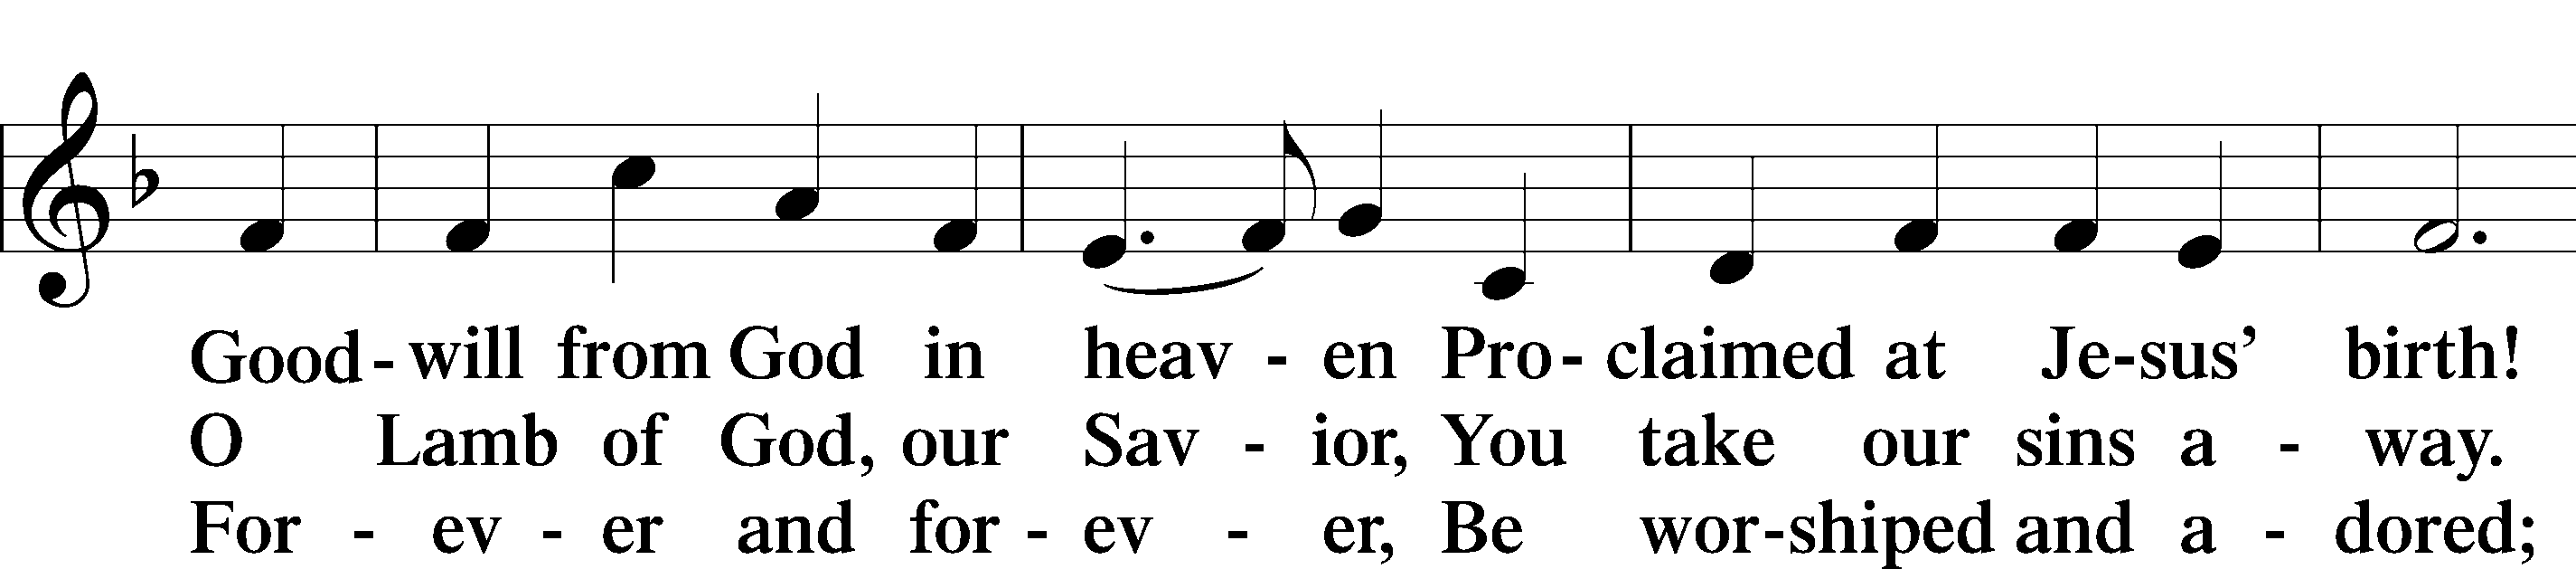 Good - will from God in heav - en Pro - claimed at Je - sus’ birth!
O Lamb of God, our Sav - ior, You take our sins a - way.
For - ev - er and for - ev - er, Be wor - shiped and a - dored;